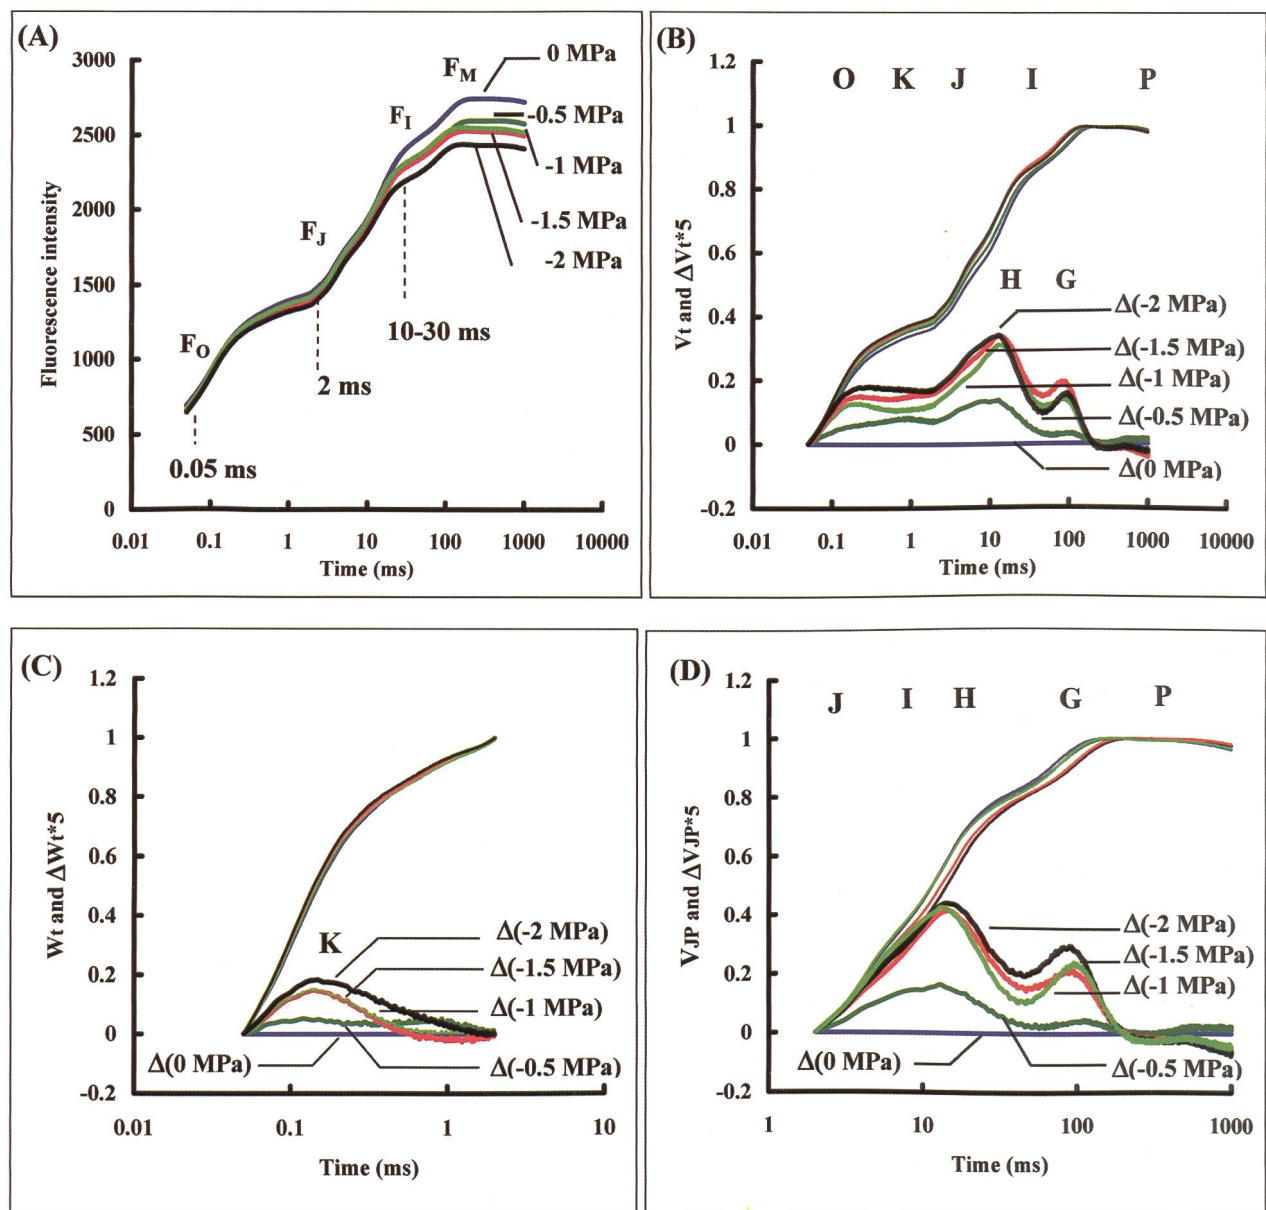 (A)
3000
2500
2000
1500
1000
500
0
Fluorescence intensity
F_O
F_J
F_I
F_M
0 MPa
-0.5 MPa
-1 MPa
-1.5 MPa
-2 MPa
10-30 ms
2 ms
0.05 ms
0.01 0.1 1 10 100 1000 10000
Time (ms)
(B)
1.2
1
0.8
0.6
0.4
0.2
0
-0.2
Vt and ΔVt*5
O K J I P
H G
Δ(-2 MPa)
Δ(-1.5 MPa)
Δ(-1 MPa)
Δ(-0.5 MPa)
Δ(0 MPa)
0.01 0.1 1 10 100 1000 10000
Time (ms)
(C)
1.2
1
0.8
0.6
0.4
0.2
0
-0.2
Wt and ΔWt*5
K
Δ(-2 MPa)
Δ(-1.5 MPa)
Δ(-1 MPa)
Δ(0 MPa)
Δ(-0.5 MPa)
0.01 0.1 1 10
Time (ms)
(D)
1.2
1
0.8
0.6
0.4
0.2
0
-0.2
V_JP and ΔV_JP*5
J I H G P
Δ(-2 MPa)
Δ(-1.5 MPa)
Δ(-1 MPa)
Δ(0 MPa)
Δ(-0.5 MPa)
1 10 100 1000
Time (ms)